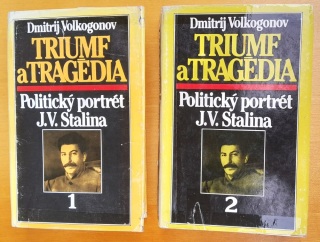 Dmitrij Volkogonov
TRIUMF
a TRAGÉDIA
Politický portrét
J.V. Stalina
1
Dmitrij Volkogonov
TRIUMF
a TRAGÉDIA
Politický portrét
J.V. Stalina
2